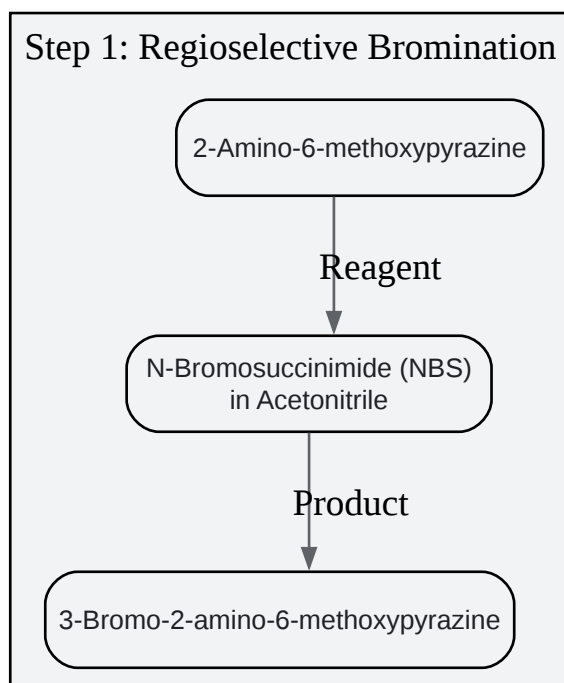 Step 1: Regioselective Bromination
2-Amino-6-methoxypyrazine
Reagent
N-Bromosuccinimide (NBS)
in Acetonitrile
Product
3-Bromo-2-amino-6-methoxypyrazine